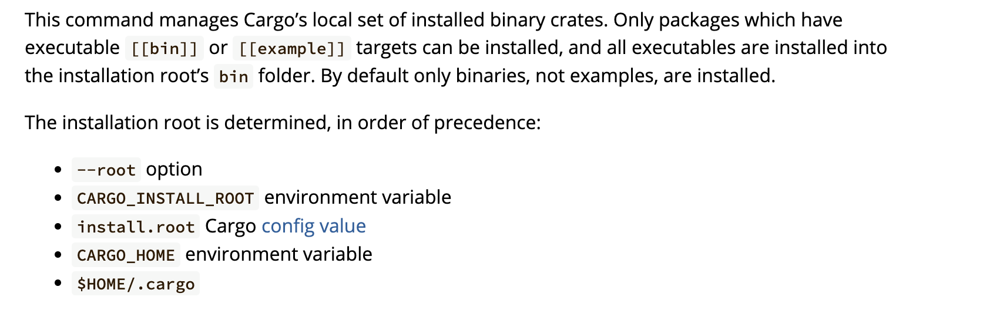 This command manages Cargo’s local set of installed binary crates. Only packages which have
executable [[bin]] or [[example]] targets can be installed, and all executables are installed into
the installation root’s bin folder. By default only binaries, not examples, are installed.
The installation root is determined, in order of precedence:
• --root option
• CARGO_INSTALL_ROOT environment variable
• install.root Cargo config value
• CARGO_HOME environment variable
• $HOME/.cargo